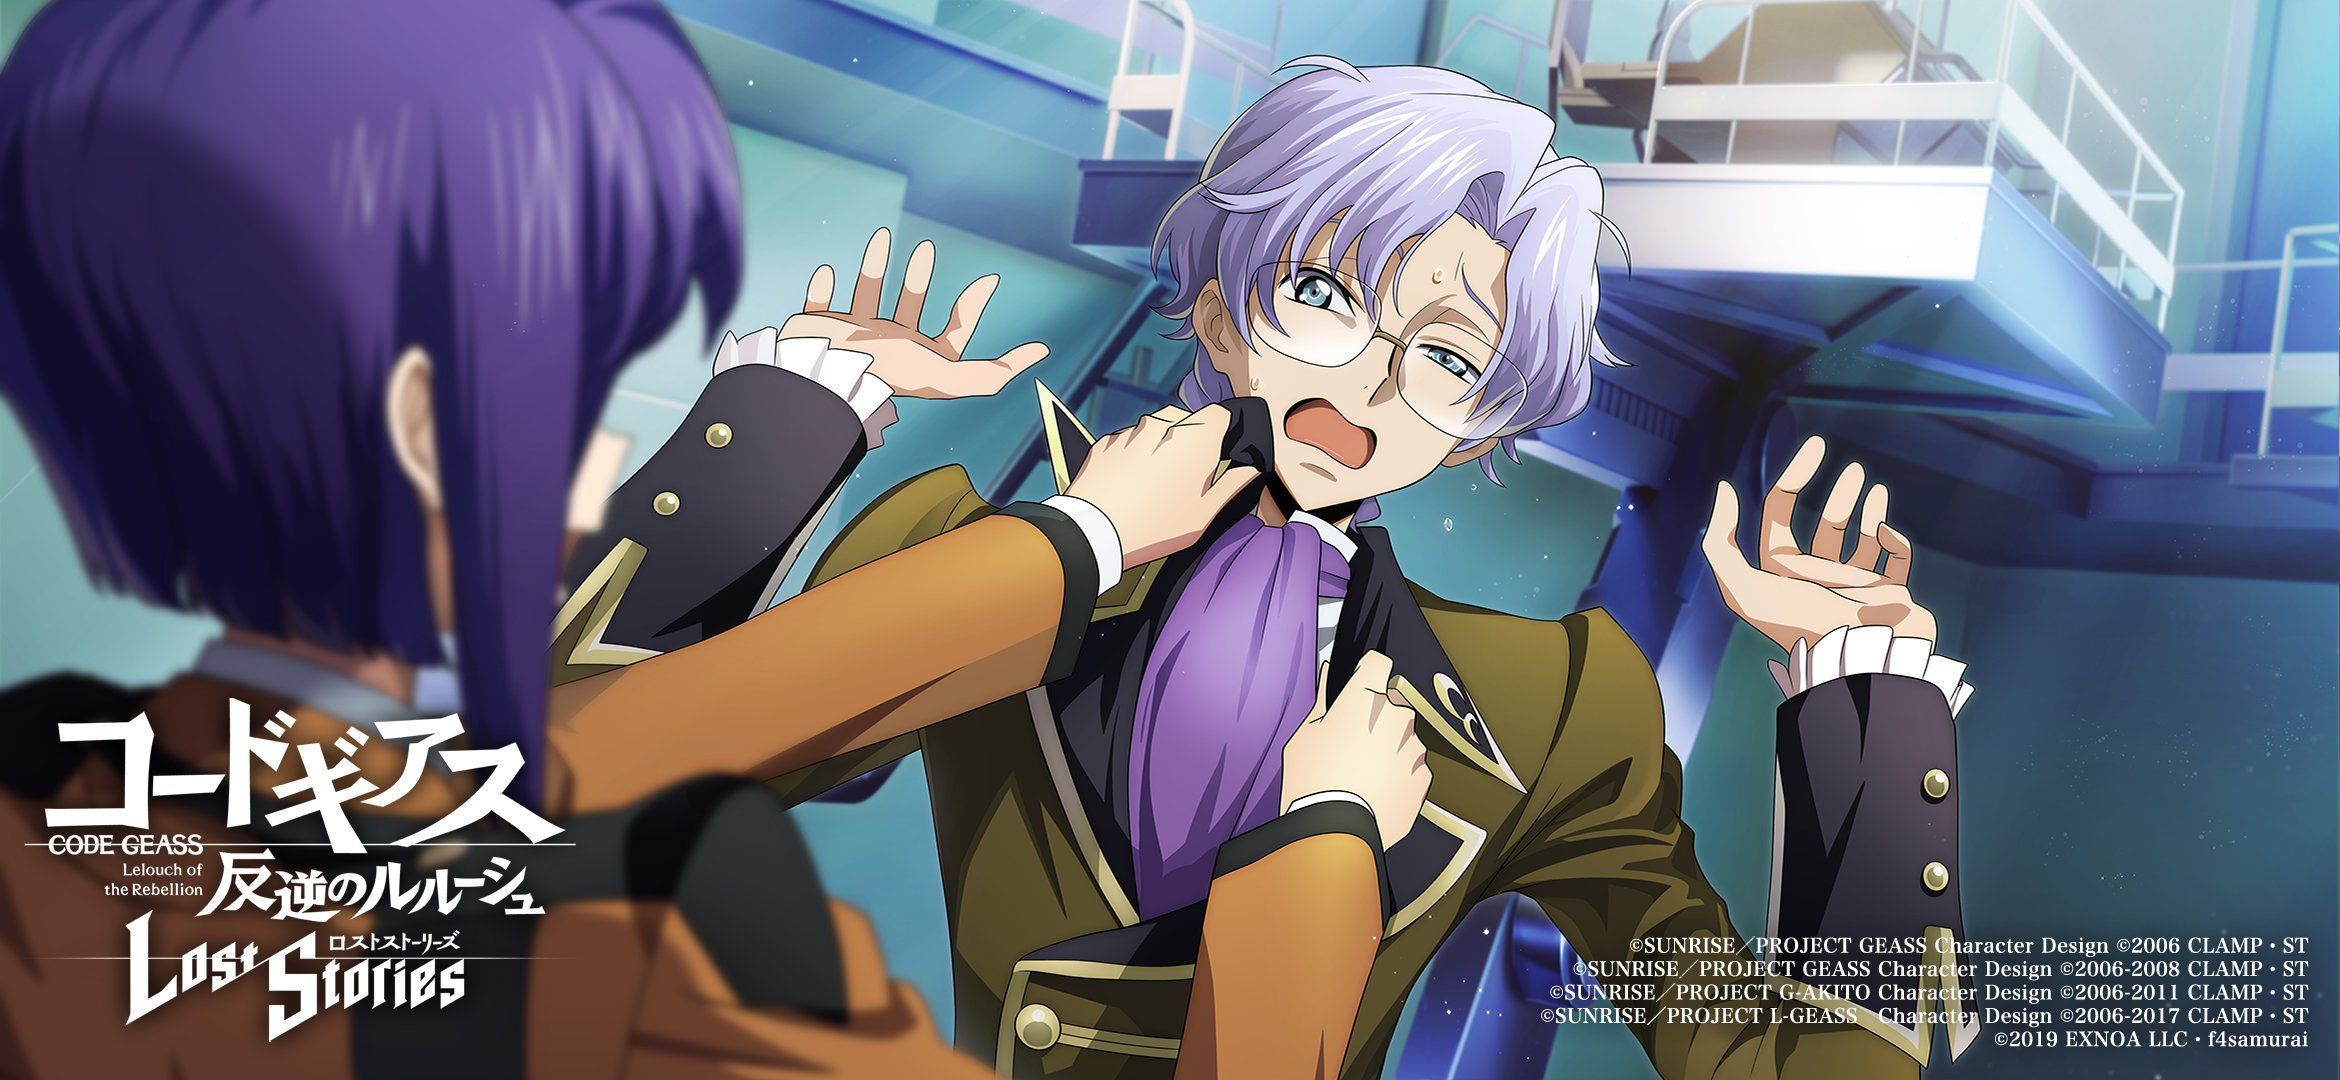 コードギアス
CODE GEASS
Lelouch of
the Rebellion
反逆のルルーシュ
Lost Stories
ロストストーリーズ
©SUNRISE／PROJECT GEASS Character Design ©2006 CLAMP・ST
©SUNRISE／PROJECT GEASS Character Design ©2006-2008 CLAMP・ST
©SUNRISE／PROJECT G-AKITO Character Design ©2006-2011 CLAMP・ST
©SUNRISE／PROJECT L-GEASS　Character Design ©2006-2017 CLAMP・ST
©2019 EXNOA LLC・f4samurai